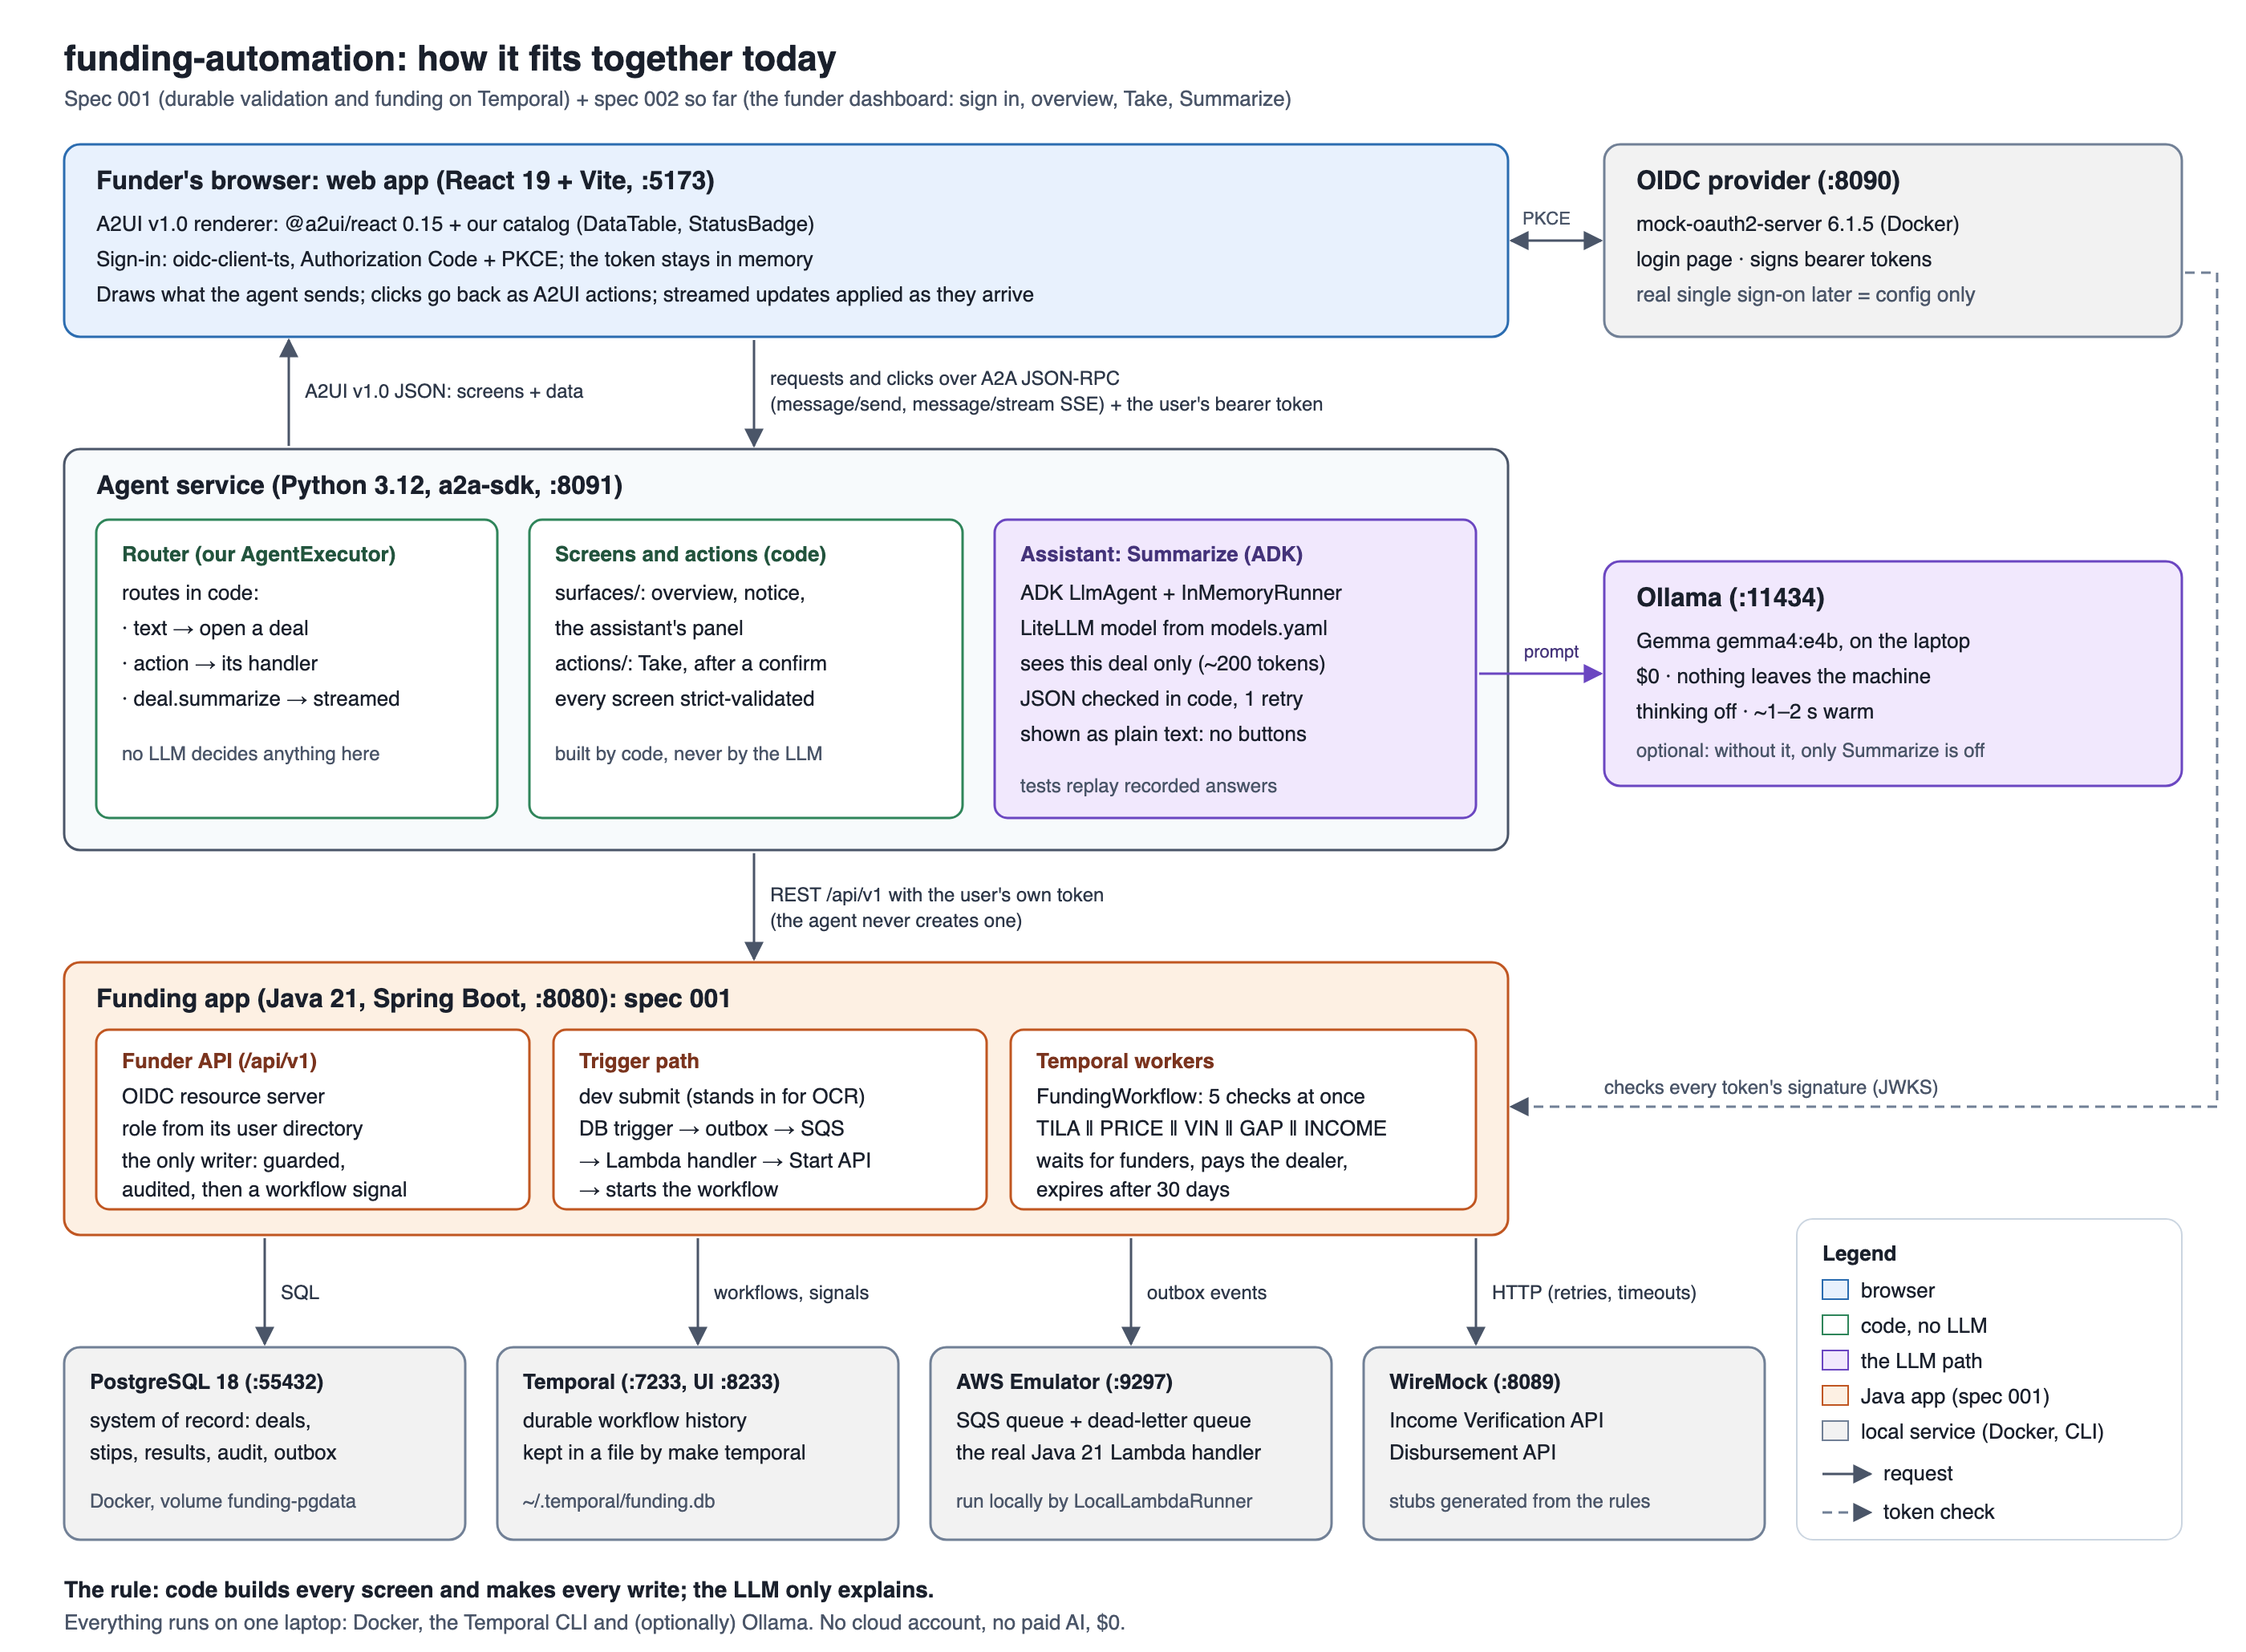 funding-automation: how it fits together today
Spec 001 (durable validation and funding on Temporal) + spec 002 so far (the funder dashboard: sign in, overview, Take, Summarize)
Funder's browser: web app (React 19 + Vite, :5173)
A2UI v1.0 renderer: @a2ui/react 0.15 + our catalog (DataTable, StatusBadge)
Sign-in: oidc-client-ts, Authorization Code + PKCE; the token stays in memory
Draws what the agent sends; clicks go back as A2UI actions; streamed updates applied as they arrive
PKCE
OIDC provider (:8090)
mock-oauth2-server 6.1.5 (Docker)
login page · signs bearer tokens
real single sign-on later = config only
A2UI v1.0 JSON: screens + data
requests and clicks over A2A JSON-RPC
(message/send, message/stream SSE) + the user's bearer token
Agent service (Python 3.12, a2a-sdk, :8091)
Router (our AgentExecutor)
routes in code:
· text → open a deal
· action → its handler
· deal.summarize → streamed
no LLM decides anything here
Screens and actions (code)
surfaces/: overview, notice,
the assistant's panel
actions/: Take, after a confirm
every screen strict-validated
built by code, never by the LLM
Assistant: Summarize (ADK)
ADK LlmAgent + InMemoryRunner
LiteLLM model from models.yaml
sees this deal only (~200 tokens)
JSON checked in code, 1 retry
shown as plain text: no buttons
tests replay recorded answers
prompt
Ollama (:11434)
Gemma gemma4:e4b, on the laptop
$0 · nothing leaves the machine
thinking off · ~1–2 s warm
optional: without it, only Summarize is off
REST /api/v1 with the user's own token
(the agent never creates one)
Funding app (Java 21, Spring Boot, :8080): spec 001
Funder API (/api/v1)
OIDC resource server
role from its user directory
the only writer: guarded,
audited, then a workflow signal
Trigger path
dev submit (stands in for OCR)
DB trigger → outbox → SQS
→ Lambda handler → Start API
→ starts the workflow
Temporal workers
FundingWorkflow: 5 checks at once
TILA ‖ PRICE ‖ VIN ‖ GAP ‖ INCOME
waits for funders, pays the dealer,
expires after 30 days
checks every token's signature (JWKS)
SQL
workflows, signals
outbox events
HTTP (retries, timeouts)
PostgreSQL 18 (:55432)
system of record: deals,
stips, results, audit, outbox
Docker, volume funding-pgdata
Temporal (:7233, UI :8233)
durable workflow history
kept in a file by make temporal
~/.temporal/funding.db
AWS Emulator (:9297)
SQS queue + dead-letter queue
the real Java 21 Lambda handler
run locally by LocalLambdaRunner
WireMock (:8089)
Income Verification API
Disbursement API
stubs generated from the rules
Legend
browser
code, no LLM
the LLM path
Java app (spec 001)
local service (Docker, CLI)
request
token check
The rule: code builds every screen and makes every write; the LLM only explains.
Everything runs on one laptop: Docker, the Temporal CLI and (optionally) Ollama. No cloud account, no paid AI, $0.